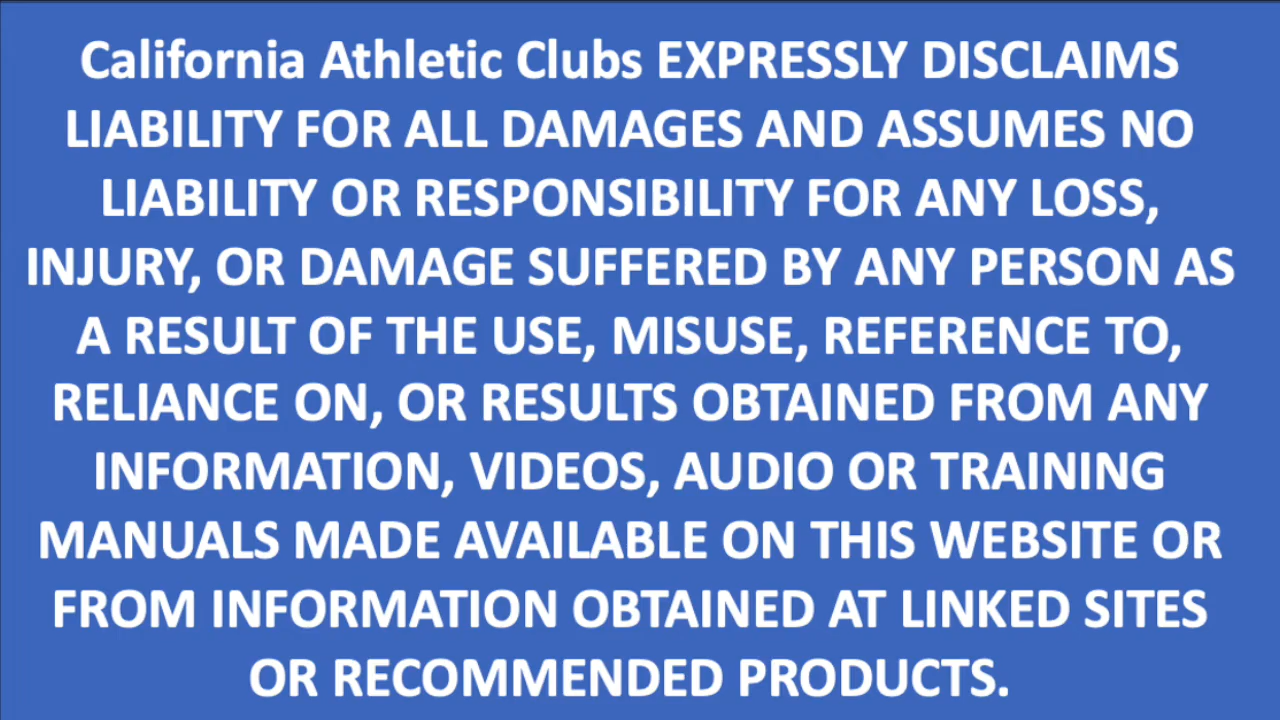 California Athletic Clubs EXPRESSLY DISCLAIMS
LIABILITY FOR ALL DAMAGES AND ASSUMES NO
LIABILITY OR RESPONSIBILITY FOR ANY LOSS,
INJURY, OR DAMAGE SUFFERED BY ANY PERSON AS
A RESULT OF THE USE, MISUSE, REFERENCE TO,
RELIANCE ON, OR RESULTS OBTAINED FROM ANY
INFORMATION, VIDEOS, AUDIO OR TRAINING
MANUALS MADE AVAILABLE ON THIS WEBSITE OR
FROM INFORMATION OBTAINED AT LINKED SITES
OR RECOMMENDED PRODUCTS.